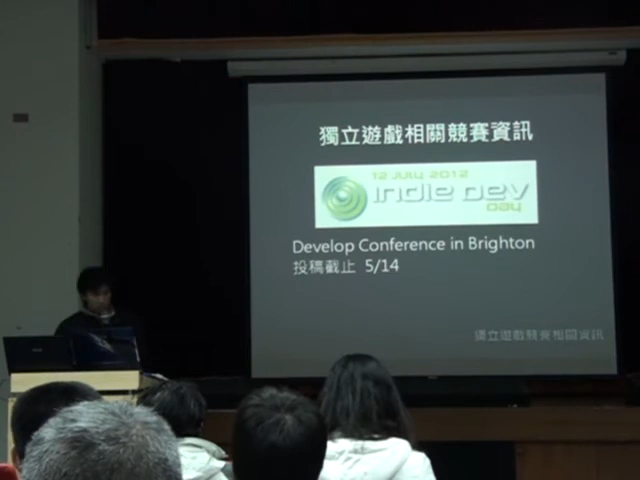 獨立遊戲相關競賽資訊
12 JULY 2012
INDIE DEV
DAY
Develop Conference in Brighton
投稿截止 5/14
獨立遊戲競賽相關資訊